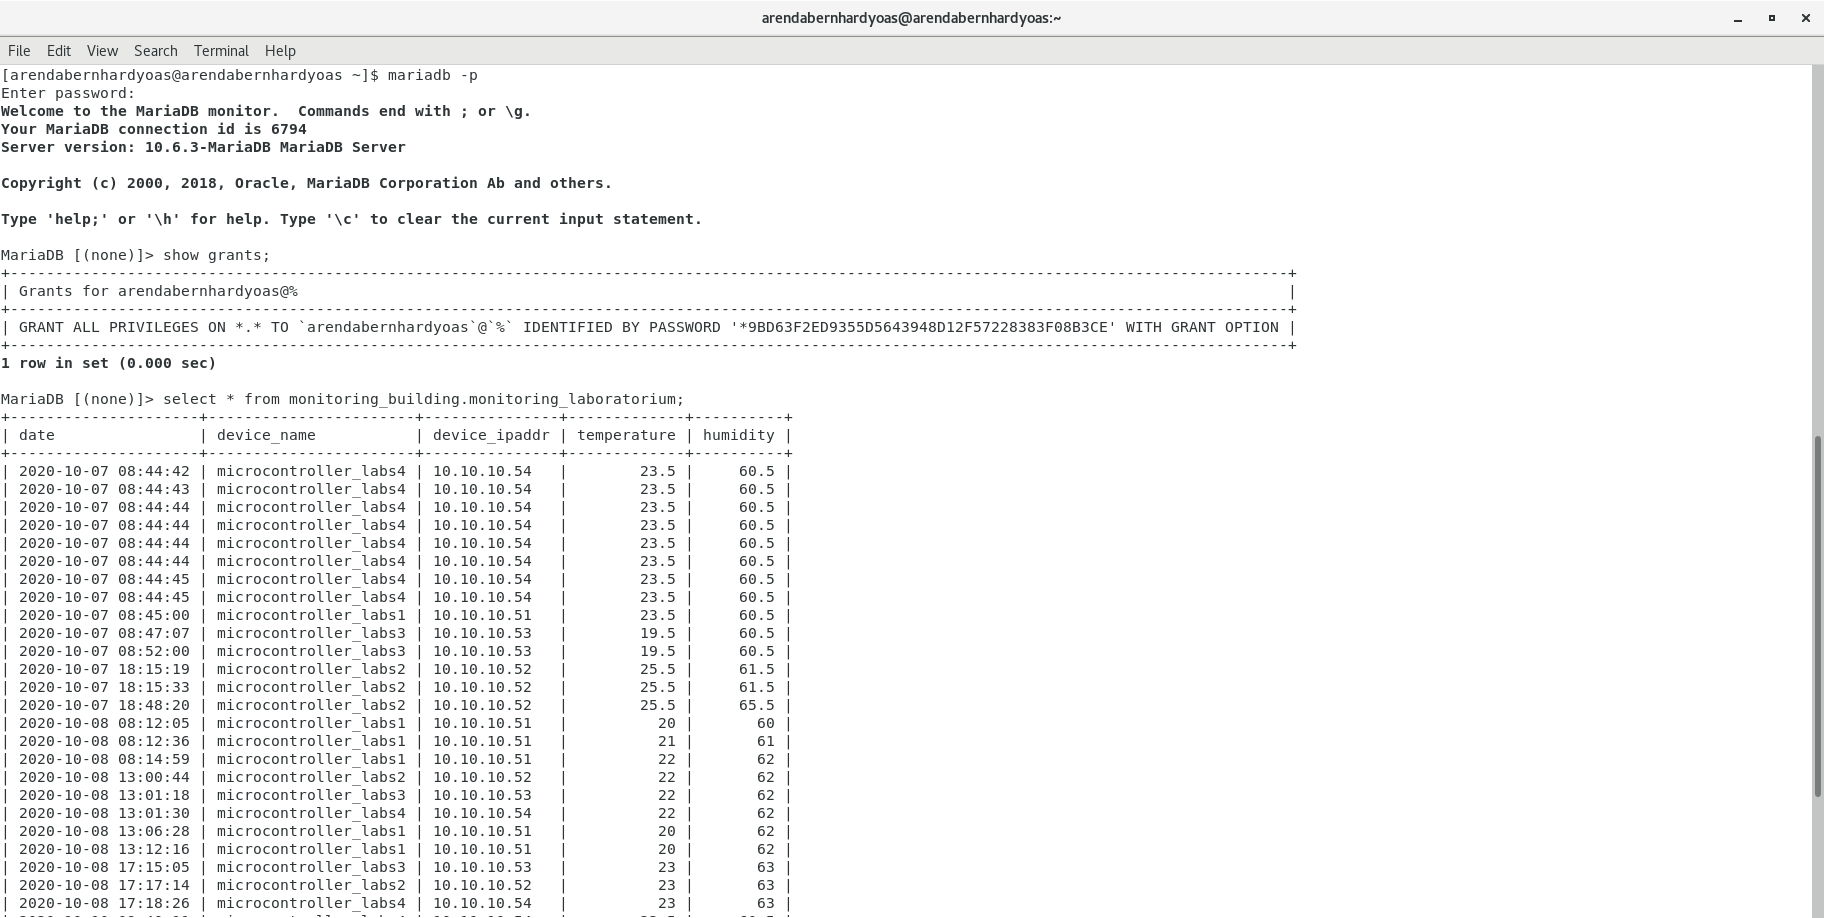 arendabernhardyoas@arendabernhardyoas:~
File Edit View Search Terminal Help
[arendabernhardyoas@arendabernhardyoas ~]$ mariadb -p
Enter password:
Welcome to the MariaDB monitor.  Commands end with ; or \g.
Your MariaDB connection id is 6794
Server version: 10.6.3-MariaDB MariaDB Server
Copyright (c) 2000, 2018, Oracle, MariaDB Corporation Ab and others.
Type 'help;' or '\h' for help. Type '\c' to clear the current input statement.
MariaDB [(none)]> show grants;
+----------------------------------------------------------------------------------------------------------------------------------------------+
| Grants for arendabernhardyoas@%                                                                                                              |
+----------------------------------------------------------------------------------------------------------------------------------------------+
| GRANT ALL PRIVILEGES ON *.* TO `arendabernhardyoas`@`%` IDENTIFIED BY PASSWORD '*9BD63F2ED9355D5643948D12F57228383F08B3CE' WITH GRANT OPTION |
+----------------------------------------------------------------------------------------------------------------------------------------------+
1 row in set (0.000 sec)
MariaDB [(none)]> select * from monitoring_building.monitoring_laboratorium;
+---------------------+-----------------------+---------------+-------------+----------+
| date                | device_name           | device_ipaddr | temperature | humidity |
+---------------------+-----------------------+---------------+-------------+----------+
| 2020-10-07 08:44:42 | microcontroller_labs4 | 10.10.10.54   |        23.5 |     60.5 |
| 2020-10-07 08:44:43 | microcontroller_labs4 | 10.10.10.54   |        23.5 |     60.5 |
| 2020-10-07 08:44:44 | microcontroller_labs4 | 10.10.10.54   |        23.5 |     60.5 |
| 2020-10-07 08:44:44 | microcontroller_labs4 | 10.10.10.54   |        23.5 |     60.5 |
| 2020-10-07 08:44:44 | microcontroller_labs4 | 10.10.10.54   |        23.5 |     60.5 |
| 2020-10-07 08:44:44 | microcontroller_labs4 | 10.10.10.54   |        23.5 |     60.5 |
| 2020-10-07 08:44:45 | microcontroller_labs4 | 10.10.10.54   |        23.5 |     60.5 |
| 2020-10-07 08:44:45 | microcontroller_labs4 | 10.10.10.54   |        23.5 |     60.5 |
| 2020-10-07 08:45:00 | microcontroller_labs1 | 10.10.10.51   |        23.5 |     60.5 |
| 2020-10-07 08:47:07 | microcontroller_labs3 | 10.10.10.53   |        19.5 |     60.5 |
| 2020-10-07 08:52:00 | microcontroller_labs3 | 10.10.10.53   |        19.5 |     60.5 |
| 2020-10-07 18:15:19 | microcontroller_labs2 | 10.10.10.52   |        25.5 |     61.5 |
| 2020-10-07 18:15:33 | microcontroller_labs2 | 10.10.10.52   |        25.5 |     61.5 |
| 2020-10-07 18:48:20 | microcontroller_labs2 | 10.10.10.52   |        25.5 |     65.5 |
| 2020-10-08 08:12:05 | microcontroller_labs1 | 10.10.10.51   |          20 |       60 |
| 2020-10-08 08:12:36 | microcontroller_labs1 | 10.10.10.51   |          21 |       61 |
| 2020-10-08 08:14:59 | microcontroller_labs1 | 10.10.10.51   |          22 |       62 |
| 2020-10-08 13:00:44 | microcontroller_labs2 | 10.10.10.52   |          22 |       62 |
| 2020-10-08 13:01:18 | microcontroller_labs3 | 10.10.10.53   |          22 |       62 |
| 2020-10-08 13:01:30 | microcontroller_labs4 | 10.10.10.54   |          22 |       62 |
| 2020-10-08 13:06:28 | microcontroller_labs1 | 10.10.10.51   |          20 |       62 |
| 2020-10-08 13:12:16 | microcontroller_labs1 | 10.10.10.51   |          20 |       62 |
| 2020-10-08 17:15:05 | microcontroller_labs3 | 10.10.10.53   |          23 |       63 |
| 2020-10-08 17:17:14 | microcontroller_labs2 | 10.10.10.52   |          23 |       63 |
| 2020-10-08 17:18:26 | microcontroller_labs4 | 10.10.10.54   |          23 |       63 |